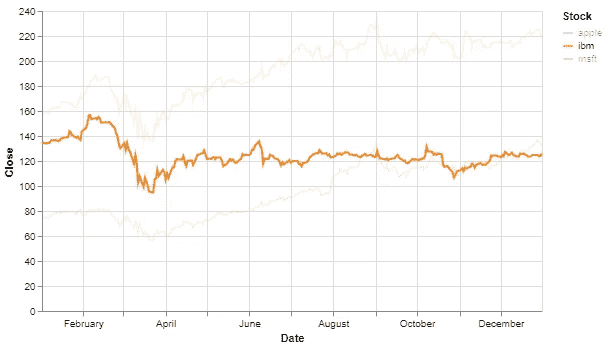 240
220
200
180
160
140
120
100
80
60
40
20
0
Close
February
April
June
August
October
December
Date
Stock
apple
ibm
msft